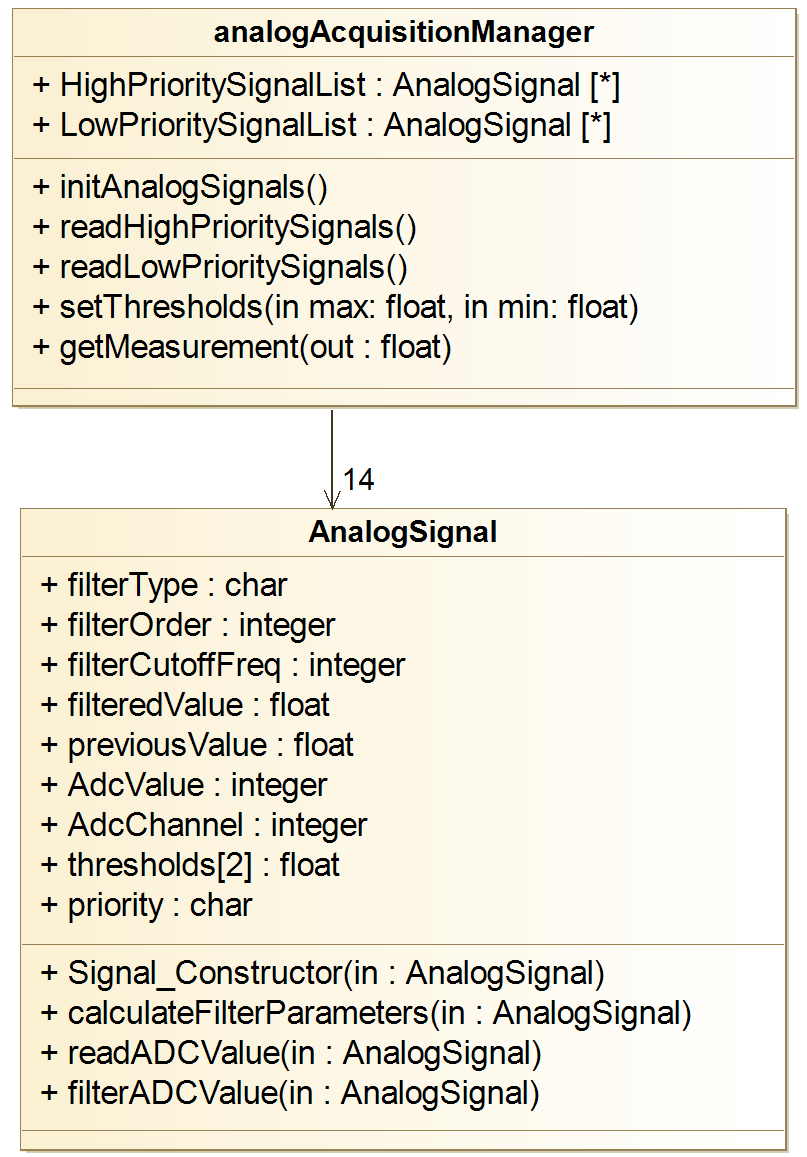 analogAcquisitionManager
+ HighPrioritySignalList : AnalogSignal [*]
+ LowPrioritySignalList : AnalogSignal [*]
+ initAnalogSignals()
+ readHighPrioritySignals()
+ readLowPrioritySignals()
+ setThresholds(in max: float, in min: float)
+ getMeasurement(out : float)
14
AnalogSignal
+ filterType : char
+ filterOrder : integer
+ filterCutoffFreq : integer
+ filteredValue : float
+ previousValue : float
+ AdcValue : integer
+ AdcChannel : integer
+ thresholds[2] : float
+ priority : char
+ Signal_Constructor(in : AnalogSignal)
+ calculateFilterParameters(in : AnalogSignal)
+ readADCValue(in : AnalogSignal)
+ filterADCValue(in : AnalogSignal)